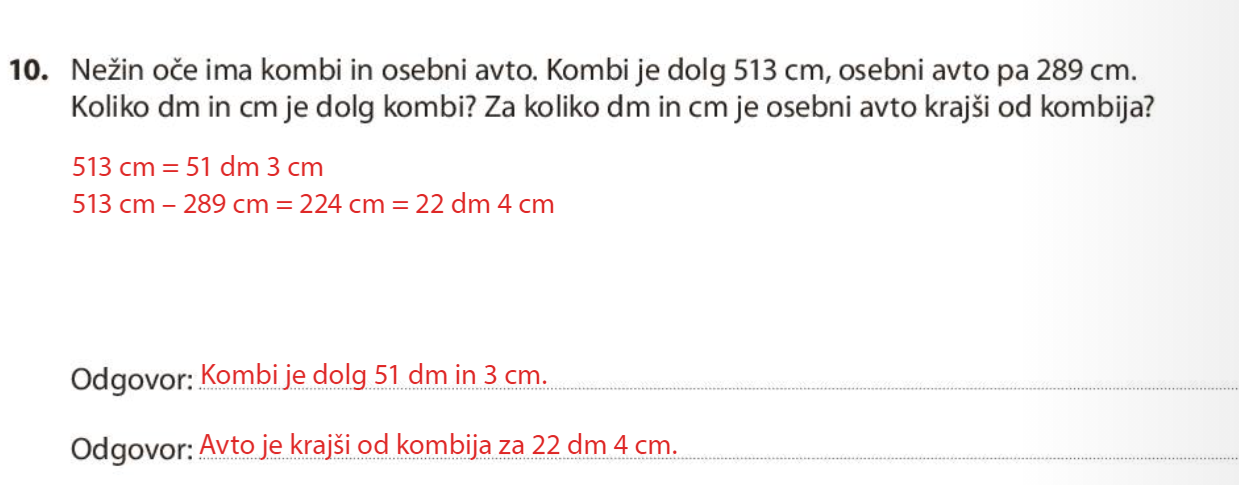 10. Nežin oče ima kombi in osebni avto. Kombi je dolg 513 cm, osebni avto pa 289 cm.
Koliko dm in cm je dolg kombi? Za koliko dm in cm je osebni avto krajši od kombija?
513 cm = 51 dm 3 cm
513 cm – 289 cm = 224 cm = 22 dm 4 cm
Odgovor: Kombi je dolg 51 dm in 3 cm.
Odgovor: Avto je krajši od kombija za 22 dm 4 cm.